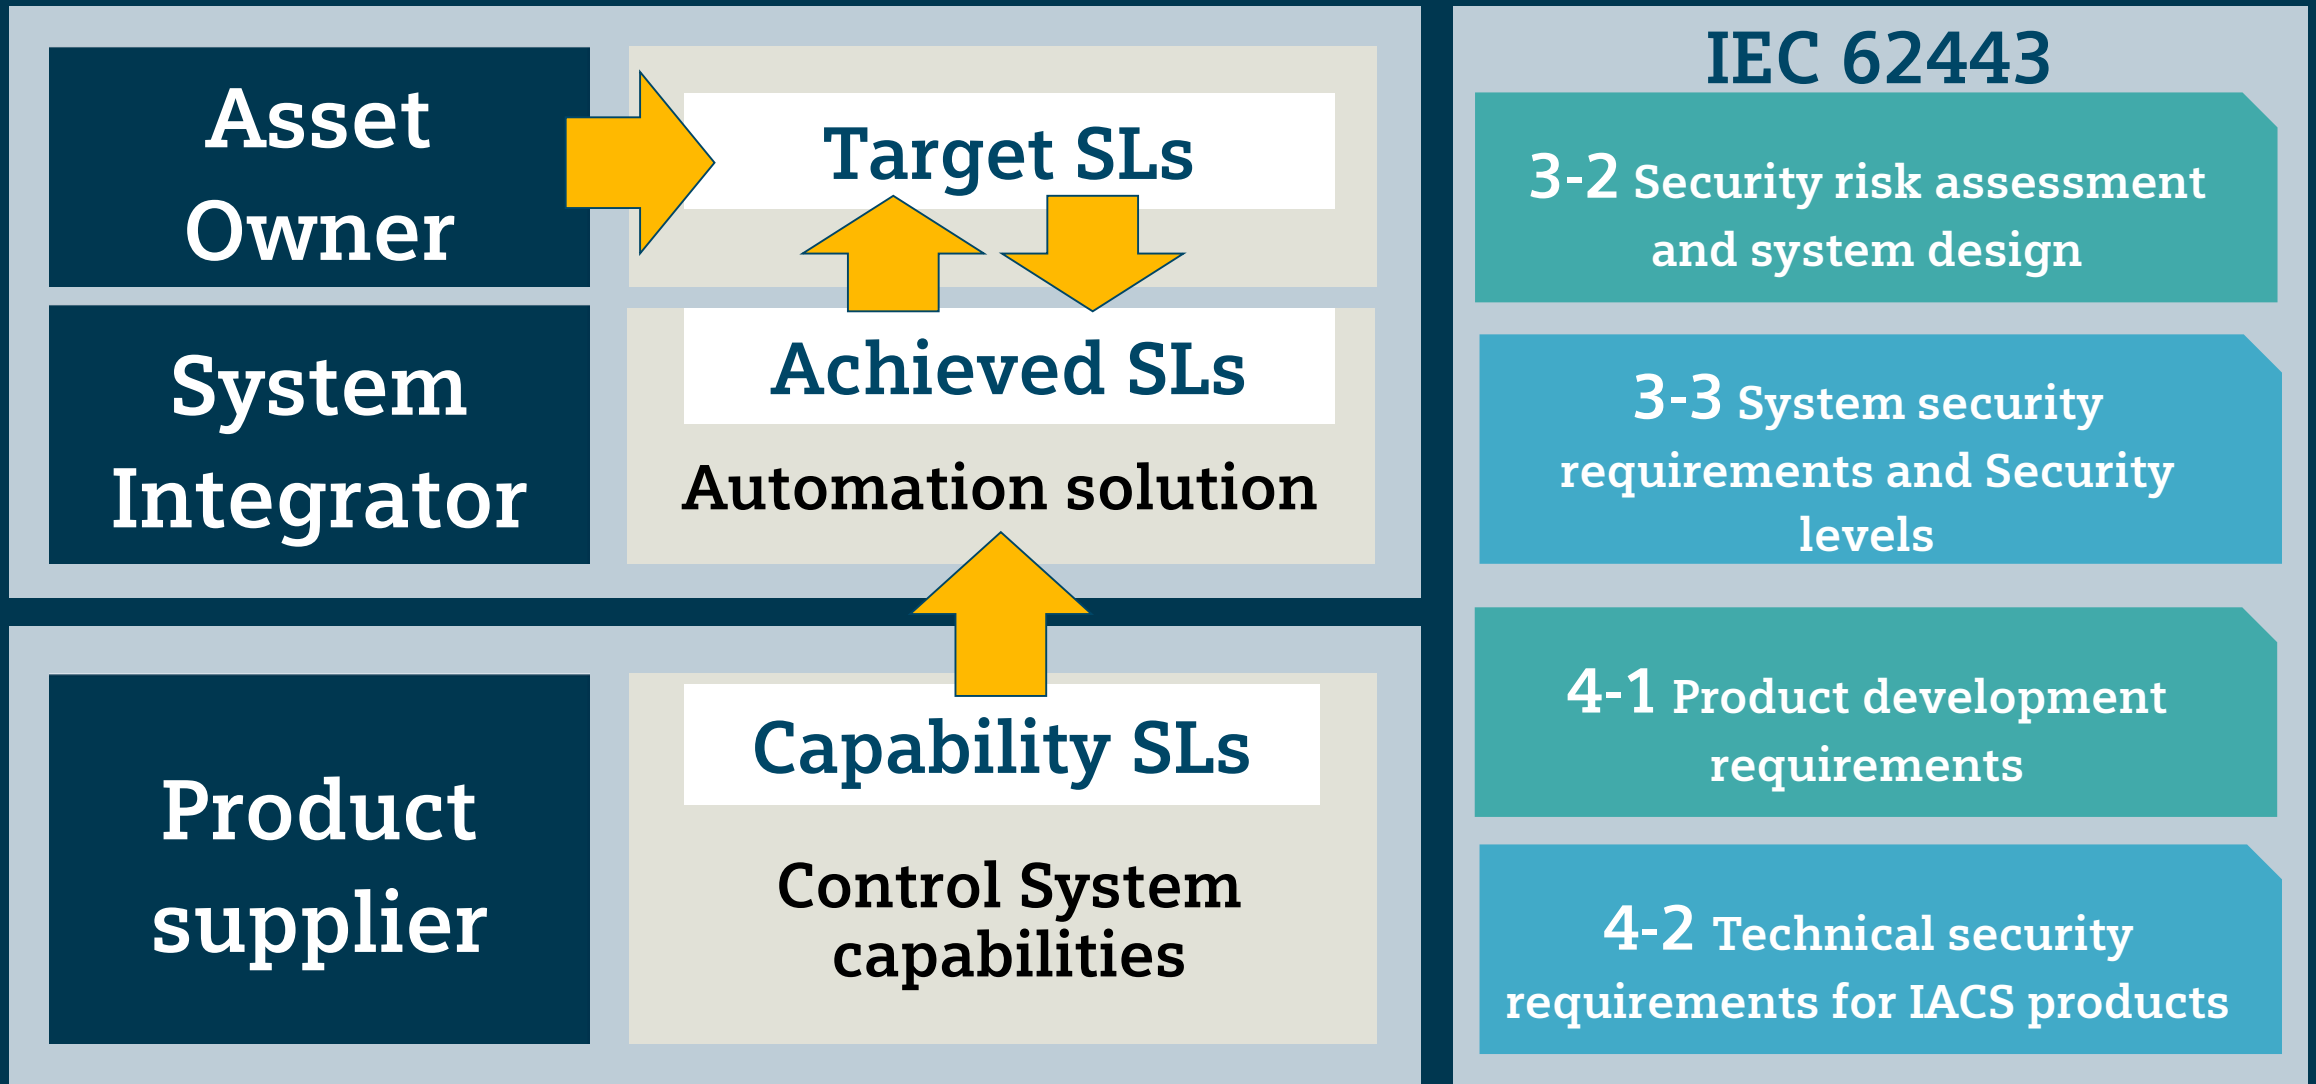 Asset
Owner
Target SLs
System
Integrator
Achieved SLs
Automation solution
Product
supplier
Capability SLs
Control System
capabilities
IEC 62443
3-2 Security risk assessment
and system design
3-3 System security
requirements and Security
levels
4-1 Product development
requirements
4-2 Technical security
requirements for IACS products